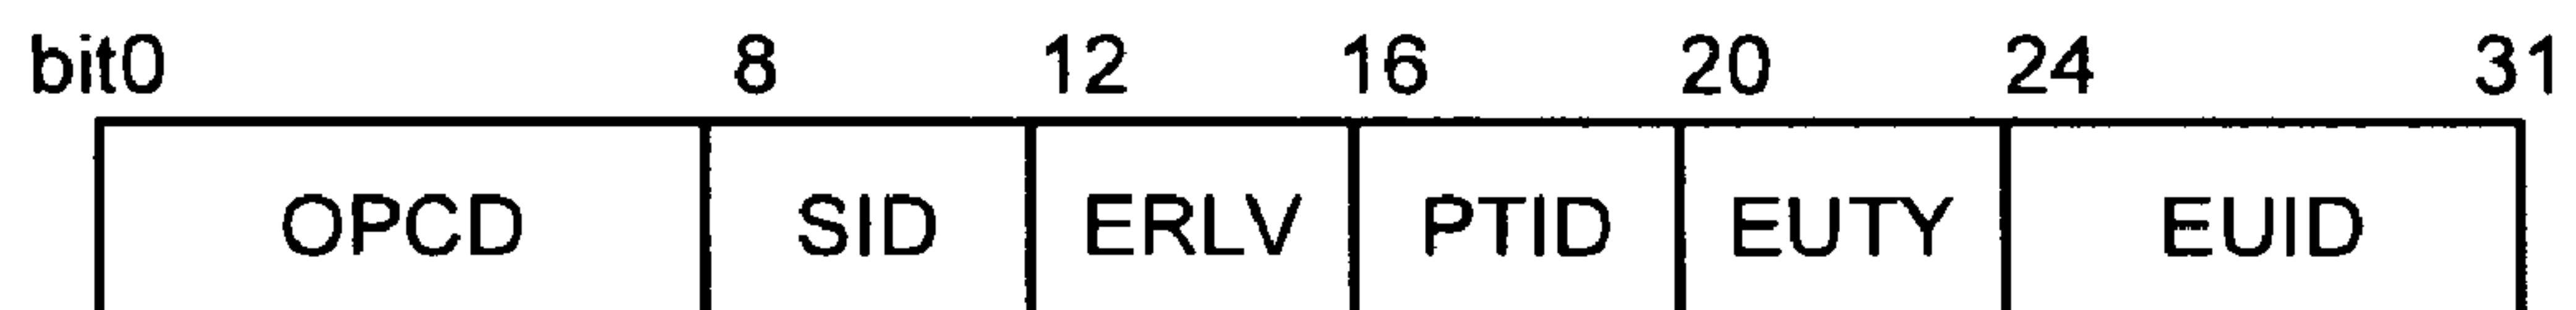 bit0 8 12 16 20 24 31
OPCD SID ERLV PTID EUTY EUID